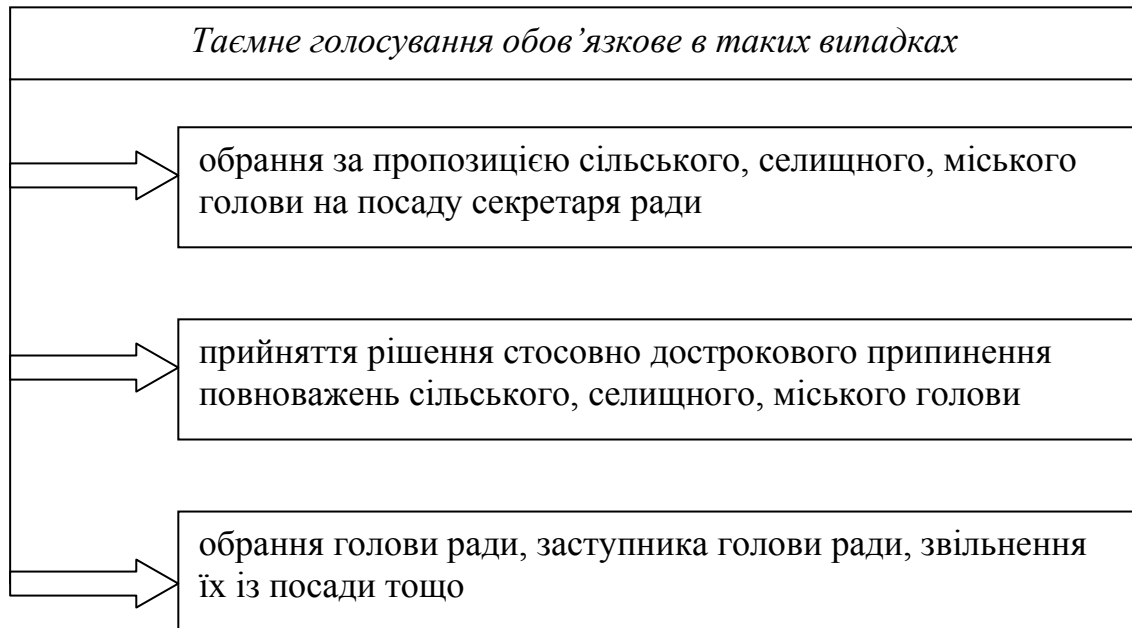 Таємне голосування обов’язкове в таких випадках
обрання за пропозицією сільського, селищного, міського
голови на посаду секретаря ради
прийняття рішення стосовно дострокового припинення
повноважень сільського, селищного, міського голови
обрання голови ради, заступника голови ради, звільнення
їх із посади тощо